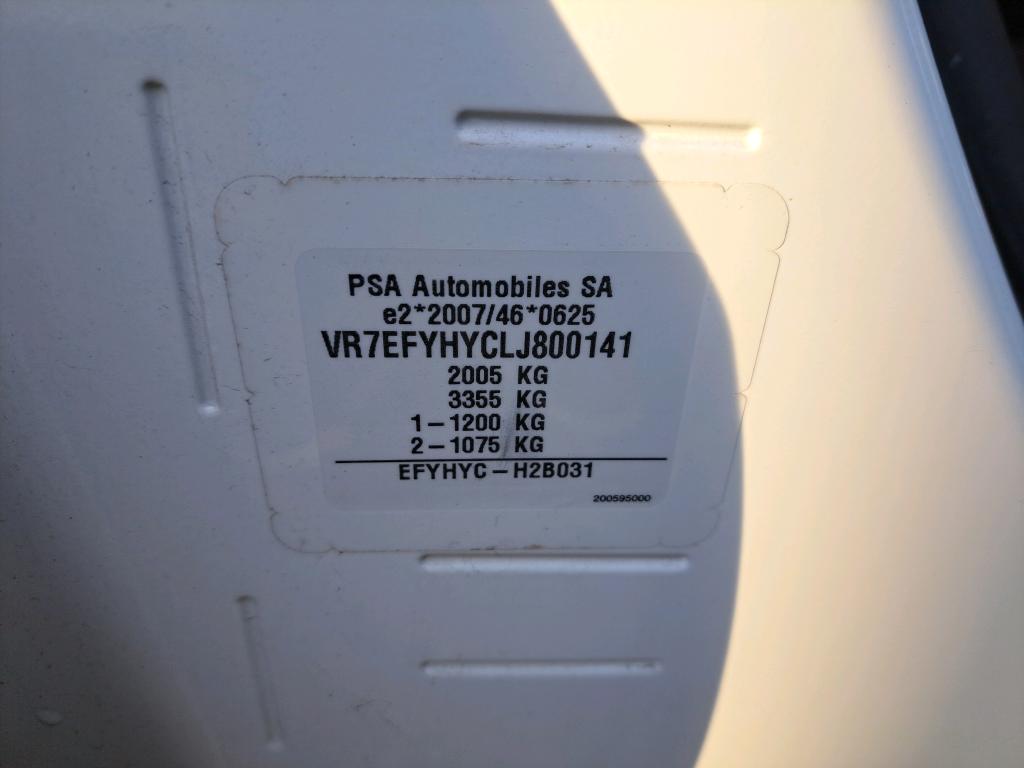 PSA Automobiles SA
e2*2007/46*0625
VR7EFYHYCLJ800141
2005 KG
3355 KG
1-1200 KG
2-1075 KG
EFYHYC-H2B031
200595000